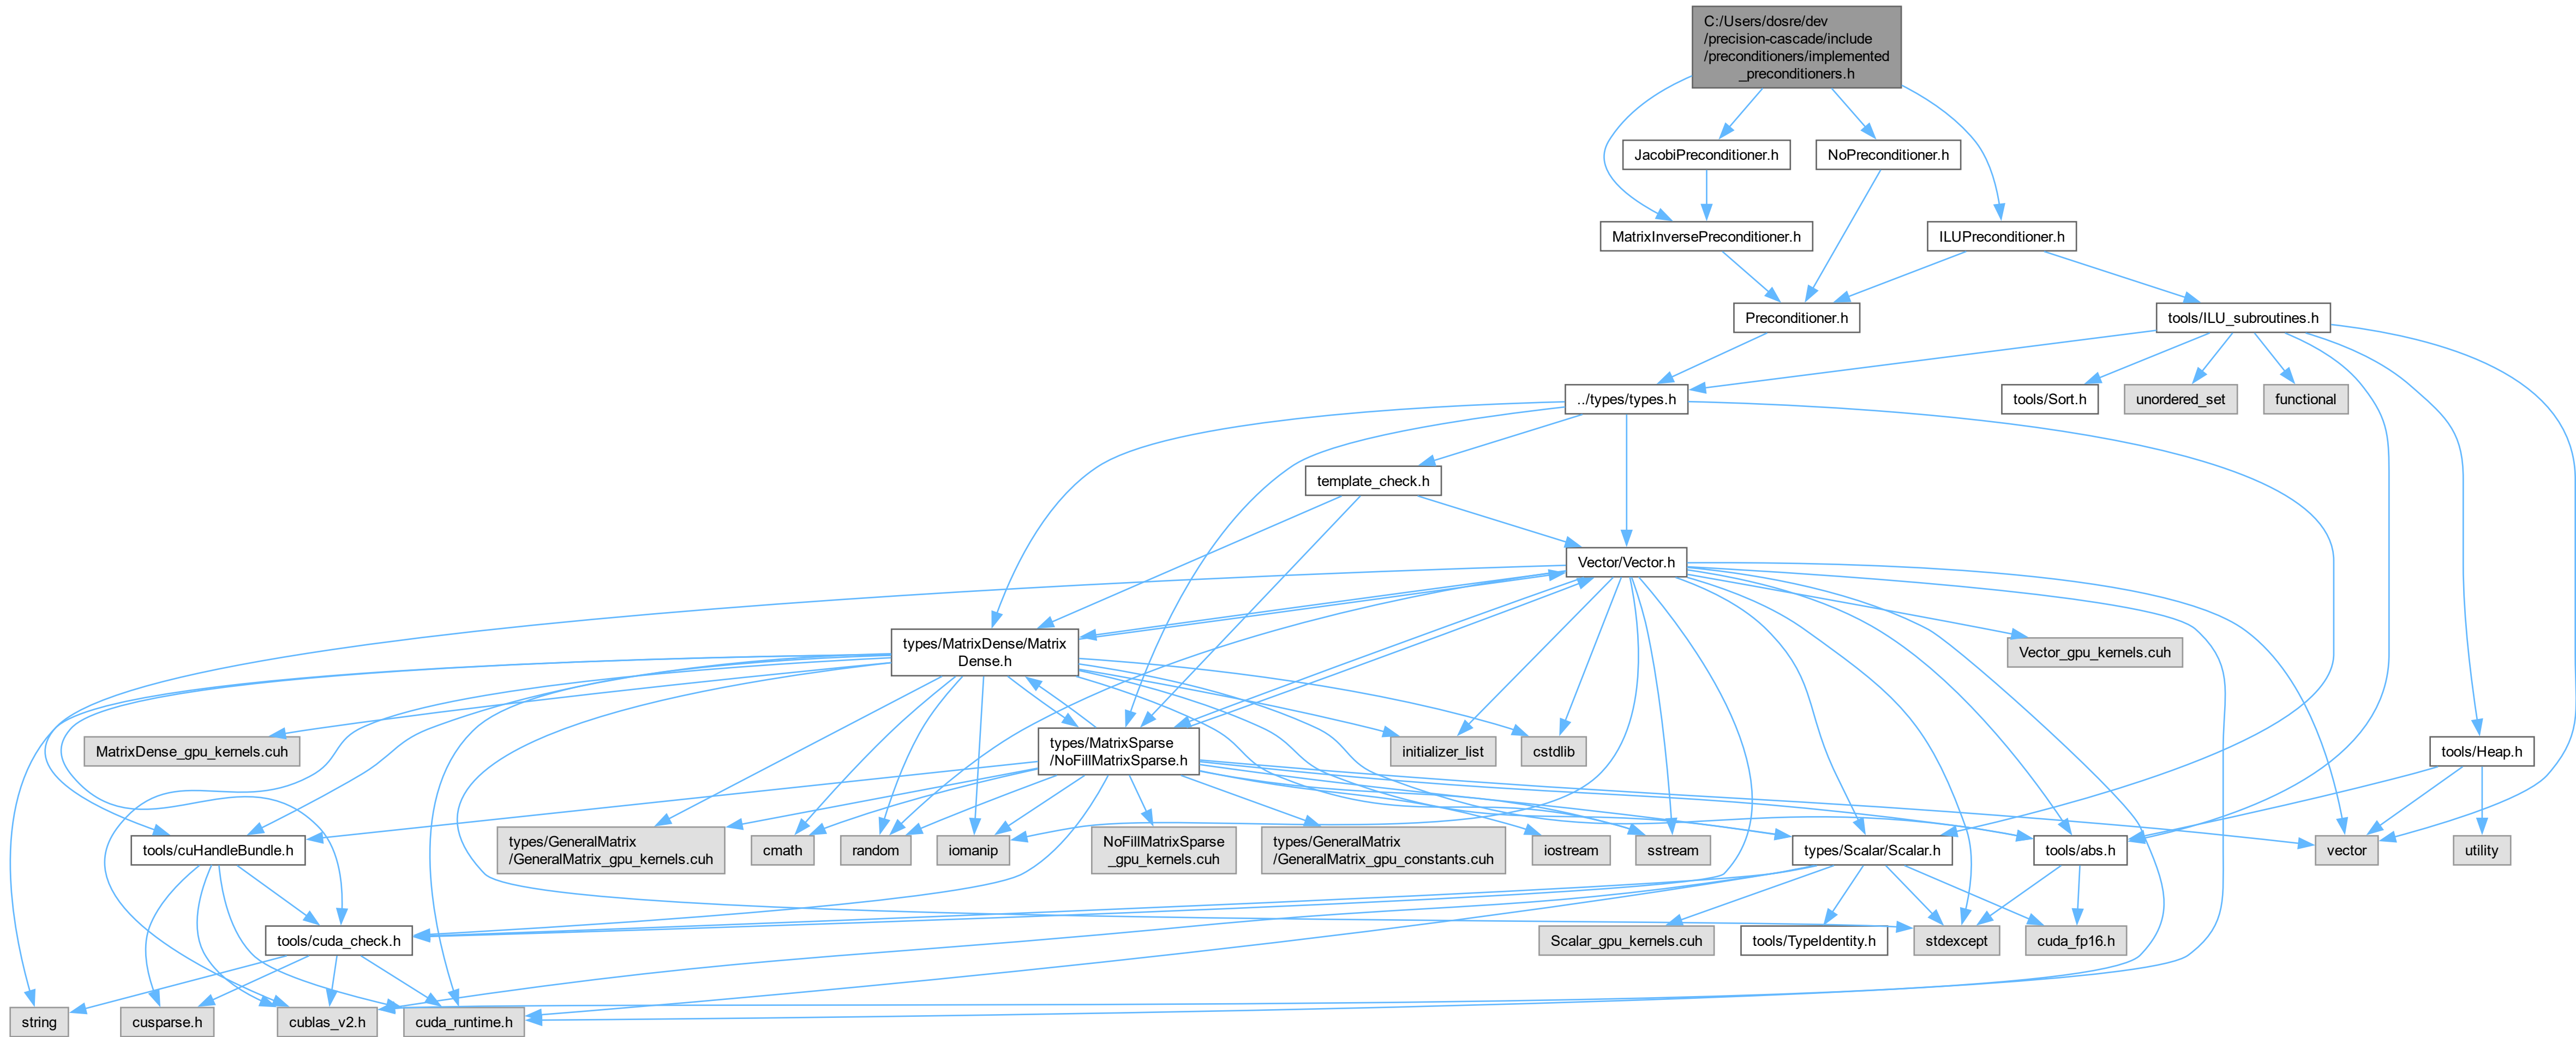 C:/Users/dosre/dev
/precision-cascade/include
/preconditioners/implemented
_preconditioners.h
JacobiPreconditioner.h
NoPreconditioner.h
MatrixInversePreconditioner.h
ILUPreconditioner.h
Preconditioner.h
tools/ILU_subroutines.h
../types/types.h
tools/Sort.h
unordered_set
functional
template_check.h
Vector/Vector.h
types/MatrixDense/Matrix
Dense.h
Vector_gpu_kernels.cuh
MatrixDense_gpu_kernels.cuh
types/MatrixSparse
/NoFillMatrixSparse.h
initializer_list
cstdlib
tools/Heap.h
tools/cuHandleBundle.h
types/GeneralMatrix
/GeneralMatrix_gpu_kernels.cuh
cmath
random
iomanip
NoFillMatrixSparse
_gpu_kernels.cuh
types/GeneralMatrix
/GeneralMatrix_gpu_constants.cuh
iostream
sstream
types/Scalar/Scalar.h
tools/abs.h
vector
utility
tools/cuda_check.h
Scalar_gpu_kernels.cuh
tools/TypeIdentity.h
stdexcept
cuda_fp16.h
string
cusparse.h
cublas_v2.h
cuda_runtime.h